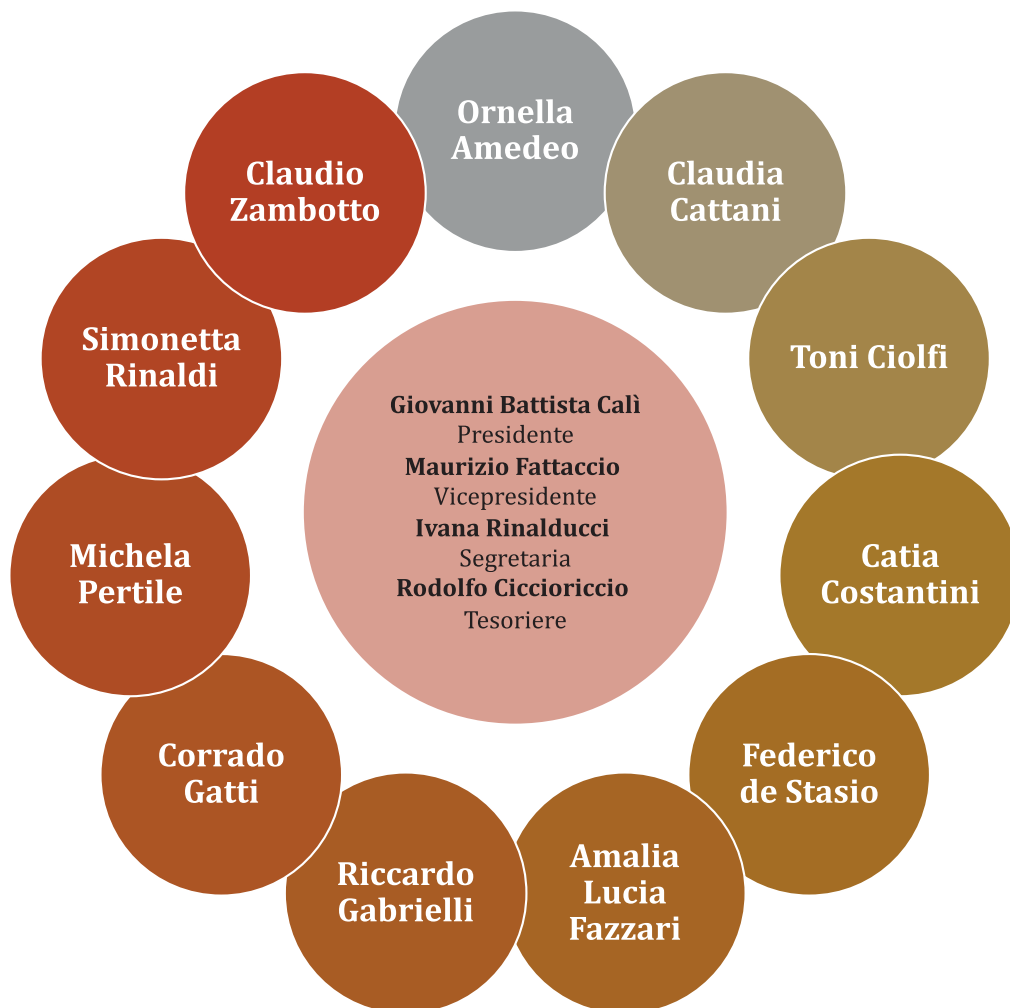 Ornella
Amedeo
Claudia
Cattani
Toni Ciolfi
Catia
Costantini
Federico
de Stasio
Amalia
Lucia
Fazzari
Riccardo
Gabrielli
Corrado
Gatti
Michela
Pertile
Simonetta
Rinaldi
Claudio
Zambotto
Giovanni Battista Calì
Presidente
Maurizio Fattaccio
Vicepresidente
Ivana Rinalducci
Segretaria
Rodolfo Ciccioriccio
Tesoriere